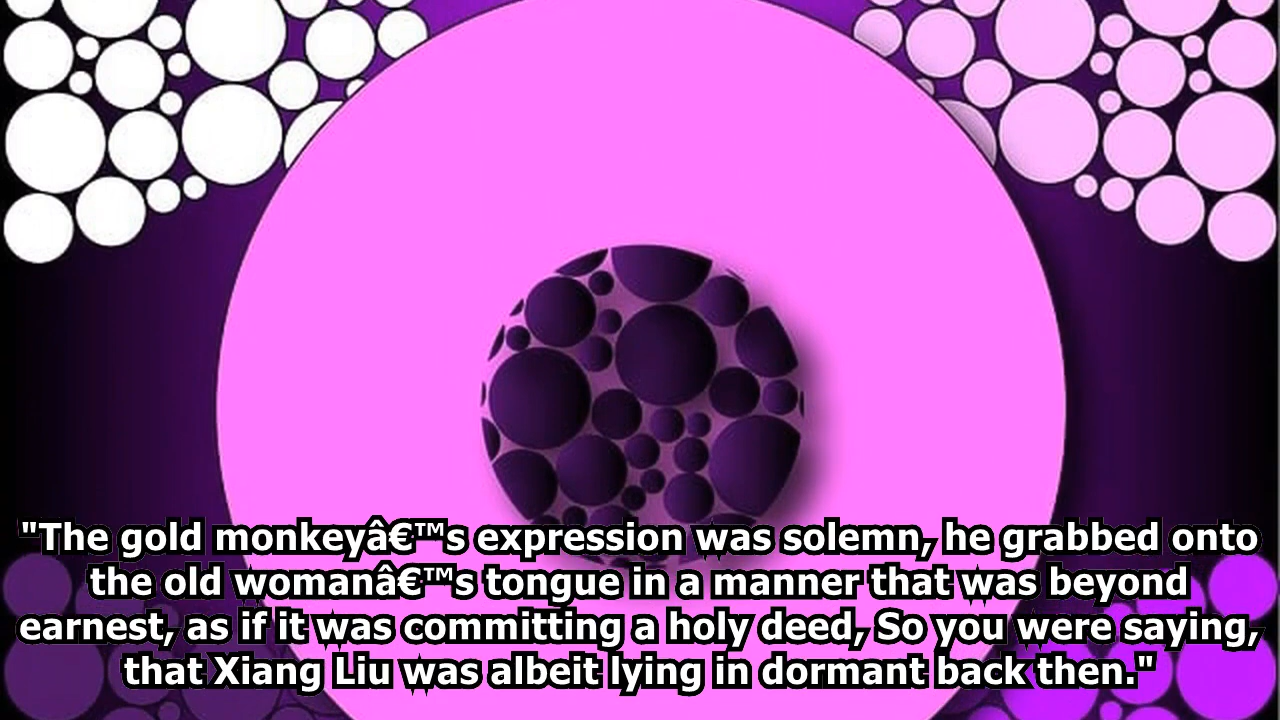 "The gold monkeyâ€™s expression was solemn, he grabbed onto
the old womanâ€™s tongue in a manner that was beyond
earnest, as if it was committing a holy deed, So you were saying,
that Xiang Liu was albeit lying in dormant back then."